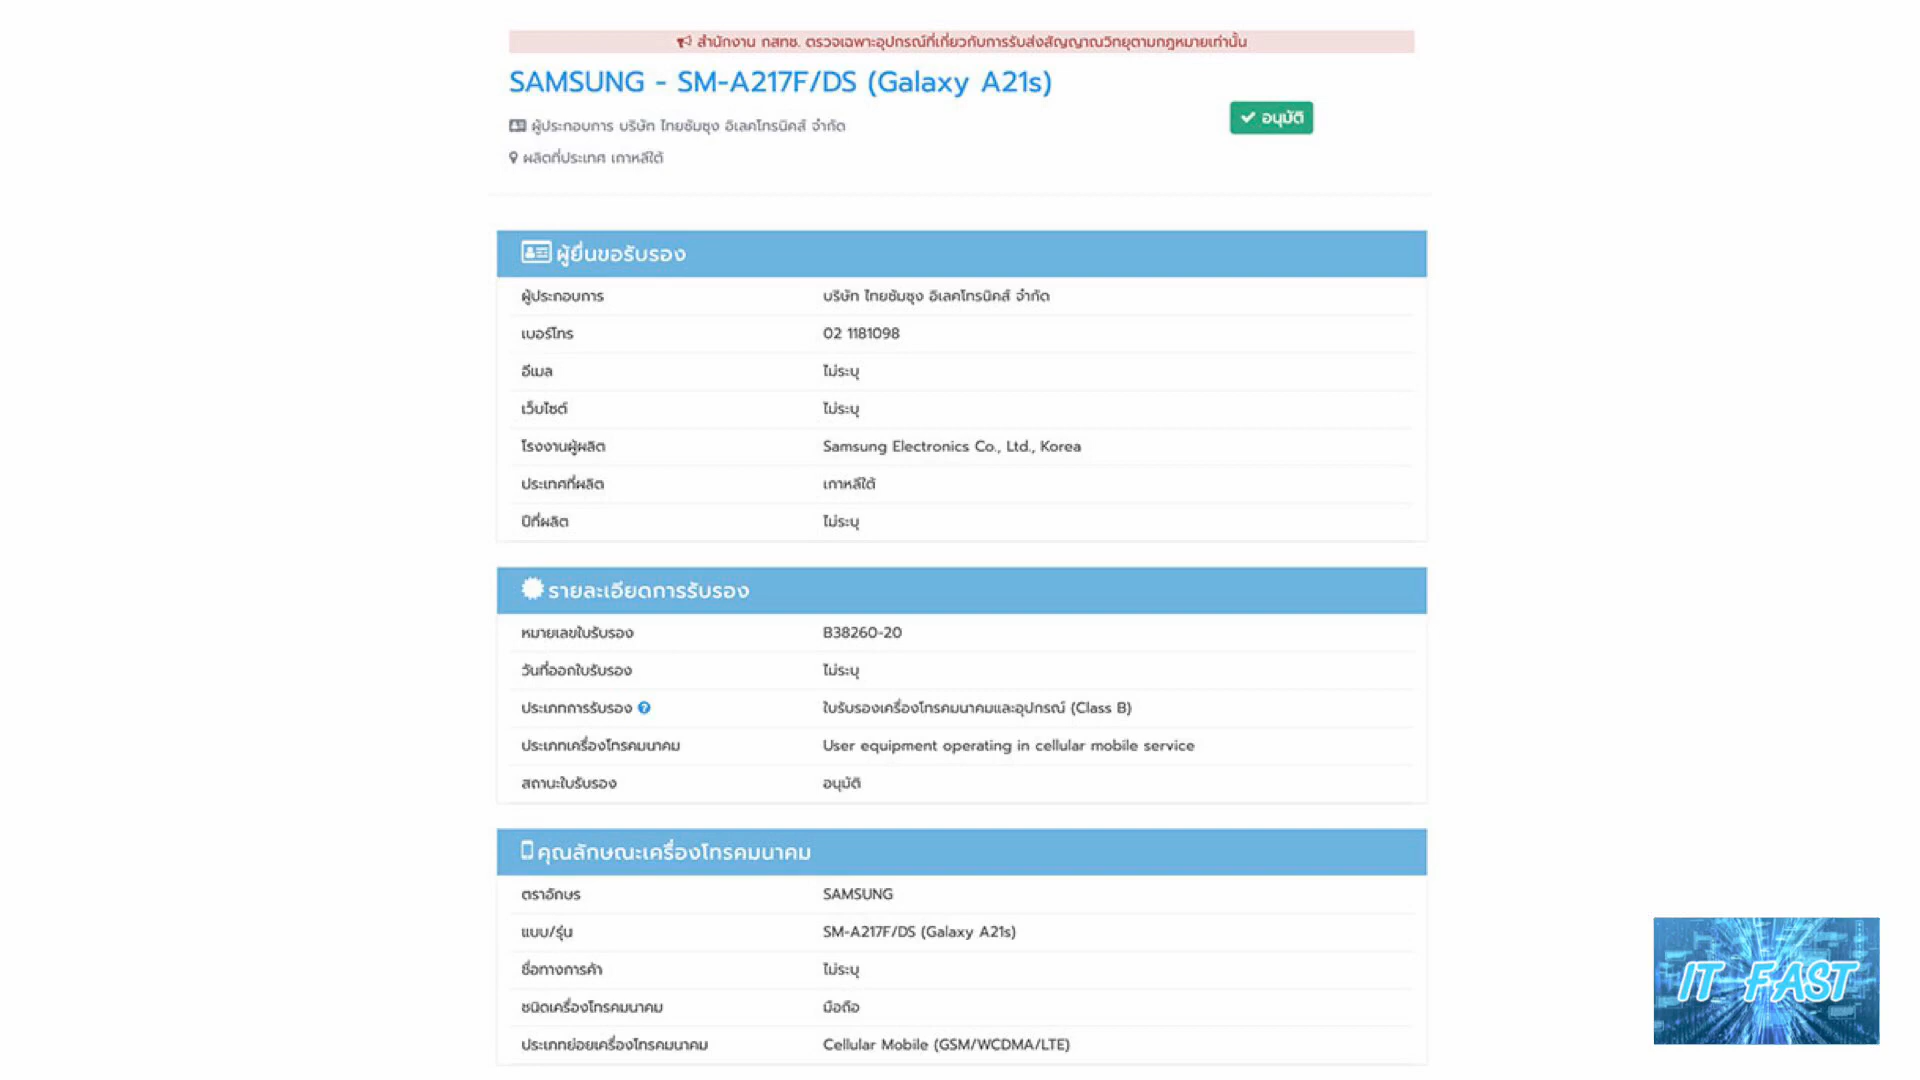 สำนักงาน กสทช. ตรวจเฉพาะอุปกรณ์ที่เกี่ยวกับการรับส่งสัญญาณวิทยุตามกฎหมายเท่านั้น
SAMSUNG - SM-A217F/DS (Galaxy A21s)
อนุมัติ
ผู้ประกอบการ บริษัท ไทยซัมซุง อิเลคโทรนิคส์ จำกัด
ผลิตที่ประเทศ เกาหลีใต้
ผู้ยื่นขอรับรอง
ผู้ประกอบการ บริษัท ไทยซัมซุง อิเลคโทรนิคส์ จำกัด
เบอร์โทร 02 1181098
อีเมล ไม่ระบุ
เว็บไซต์ ไม่ระบุ
โรงงานผู้ผลิต Samsung Electronics Co., Ltd., Korea
ประเทศที่ผลิต เกาหลีใต้
ปีที่ผลิต ไม่ระบุ
รายละเอียดการรับรอง
หมายเลขใบรับรอง B38260-20
วันที่ออกใบรับรอง ไม่ระบุ
ประเภทการรับรอง ใบรับรองเครื่องโทรคมนาคมและอุปกรณ์ (Class B)
ประเภทเครื่องโทรคมนาคม User equipment operating in cellular mobile service
สถานะใบรับรอง อนุมัติ
คุณลักษณะเครื่องโทรคมนาคม
ตราอักษร SAMSUNG
แบบ/รุ่น SM-A217F/DS (Galaxy A21s)
ชื่อทางการค้า ไม่ระบุ
ชนิดเครื่องโทรคมนาคม มือถือ
ประเภทย่อยเครื่องโทรคมนาคม Cellular Mobile (GSM/WCDMA/LTE)
IT FAST